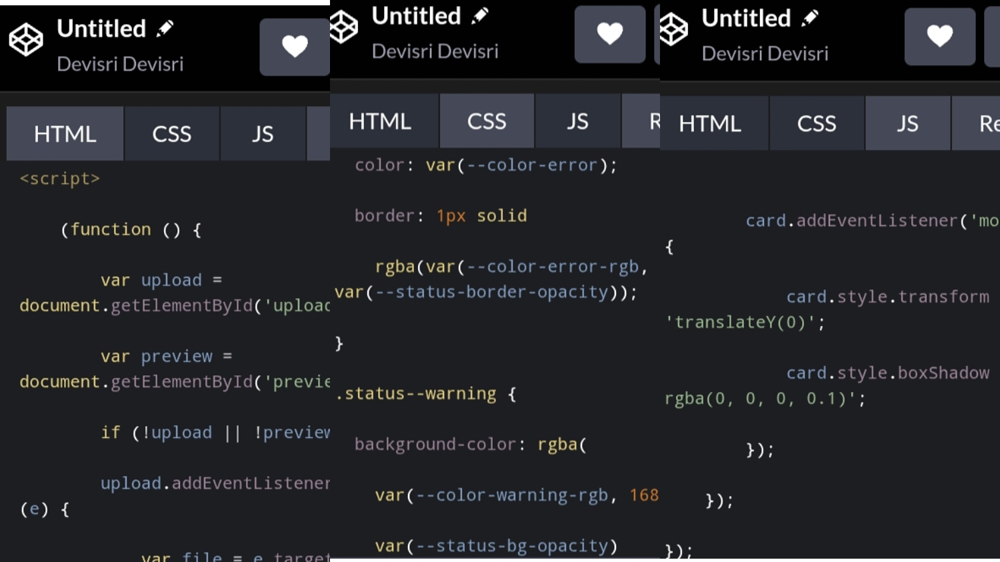 Untitled
Devisri Devisri
HTML CSS JS
<script>
(function () {
var upload =
document.getElementById('upload
var preview =
document.getElementById('previe
if (!upload || !preview
upload.addEventListener
(e) {
var file = e.target
Untitled
Devisri Devisri
HTML CSS JS R
color: var(--color-error);
border: 1px solid
rgba(var(--color-error-rgb,
var(--status-border-opacity));
}
.status--warning {
background-color: rgba(
var(--color-warning-rgb, 168
var(--status-bg-opacity)
Untitled
Devisri Devisri
HTML CSS JS Re
card.addEventListener('mo
{
card.style.transform
'translateY(0)';
card.style.boxShadow
rgba(0, 0, 0, 0.1)';
});
});
});